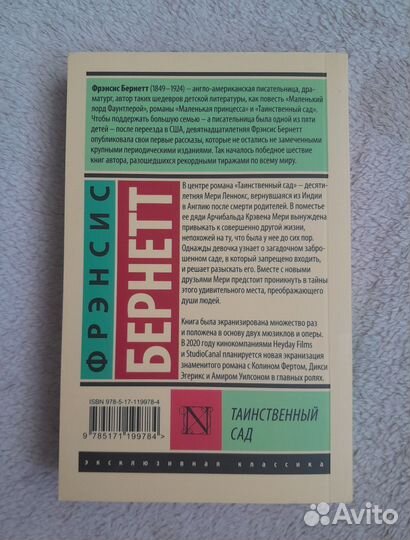 Фрэнсис Бернетт (1849–1924) – англо-американская писательница, дра-
матург, автор таких шедевров детской литературы, как повесть «Маленький
лорд Фаунтлерой», романы «Маленькая принцесса» и «Таинственный сад».
Чтобы поддержать большую семью – а писательница была одной из пяти
детей – после переезда в США, девятнадцатилетняя Фрэнсис Бернетт
опубликовала свои первые рассказы, которые не остались не замеченными
крупными периодическими изданиями. Так началось победное шествие
книг автора, разошедшихся рекордными тиражами по всему миру.
ФРЭНСИС
БЕРНЕТТ
В центре романа «Таинственный сад» – десяти-
летняя Мери Леннокс, вернувшаяся из Индии
в Англию после смерти родителей. В поместье
ее дяди Арчибальда Крэвена Мери вынуждена
привыкать к совершенно другой жизни,
непохожей на ту, что была у нее до сих пор.
Однажды девочка узнает о загадочном забро-
шенном саде, в который запрещено входить,
и решает разыскать его. Вместе с новыми
друзьями Мери предстоит проникнуть в тайны
этого удивительного места, преображающего
души людей.
Книга была экранизирована множество раз
и положена в основу двух мюзиклов и оперы.
В 2020 году кинокомпаниями Heyday Films
и StudioCanal планируется новая экранизация
знаменитого романа с Колином Фертом, Дикси
Эгерикс и Амиром Уилсоном в главных ролях.
ISBN 978-5-17-119978-4
9 785171 199784 >
N
ТАИНСТВЕННЫЙ
САД
эксклюзивная классика
Avito